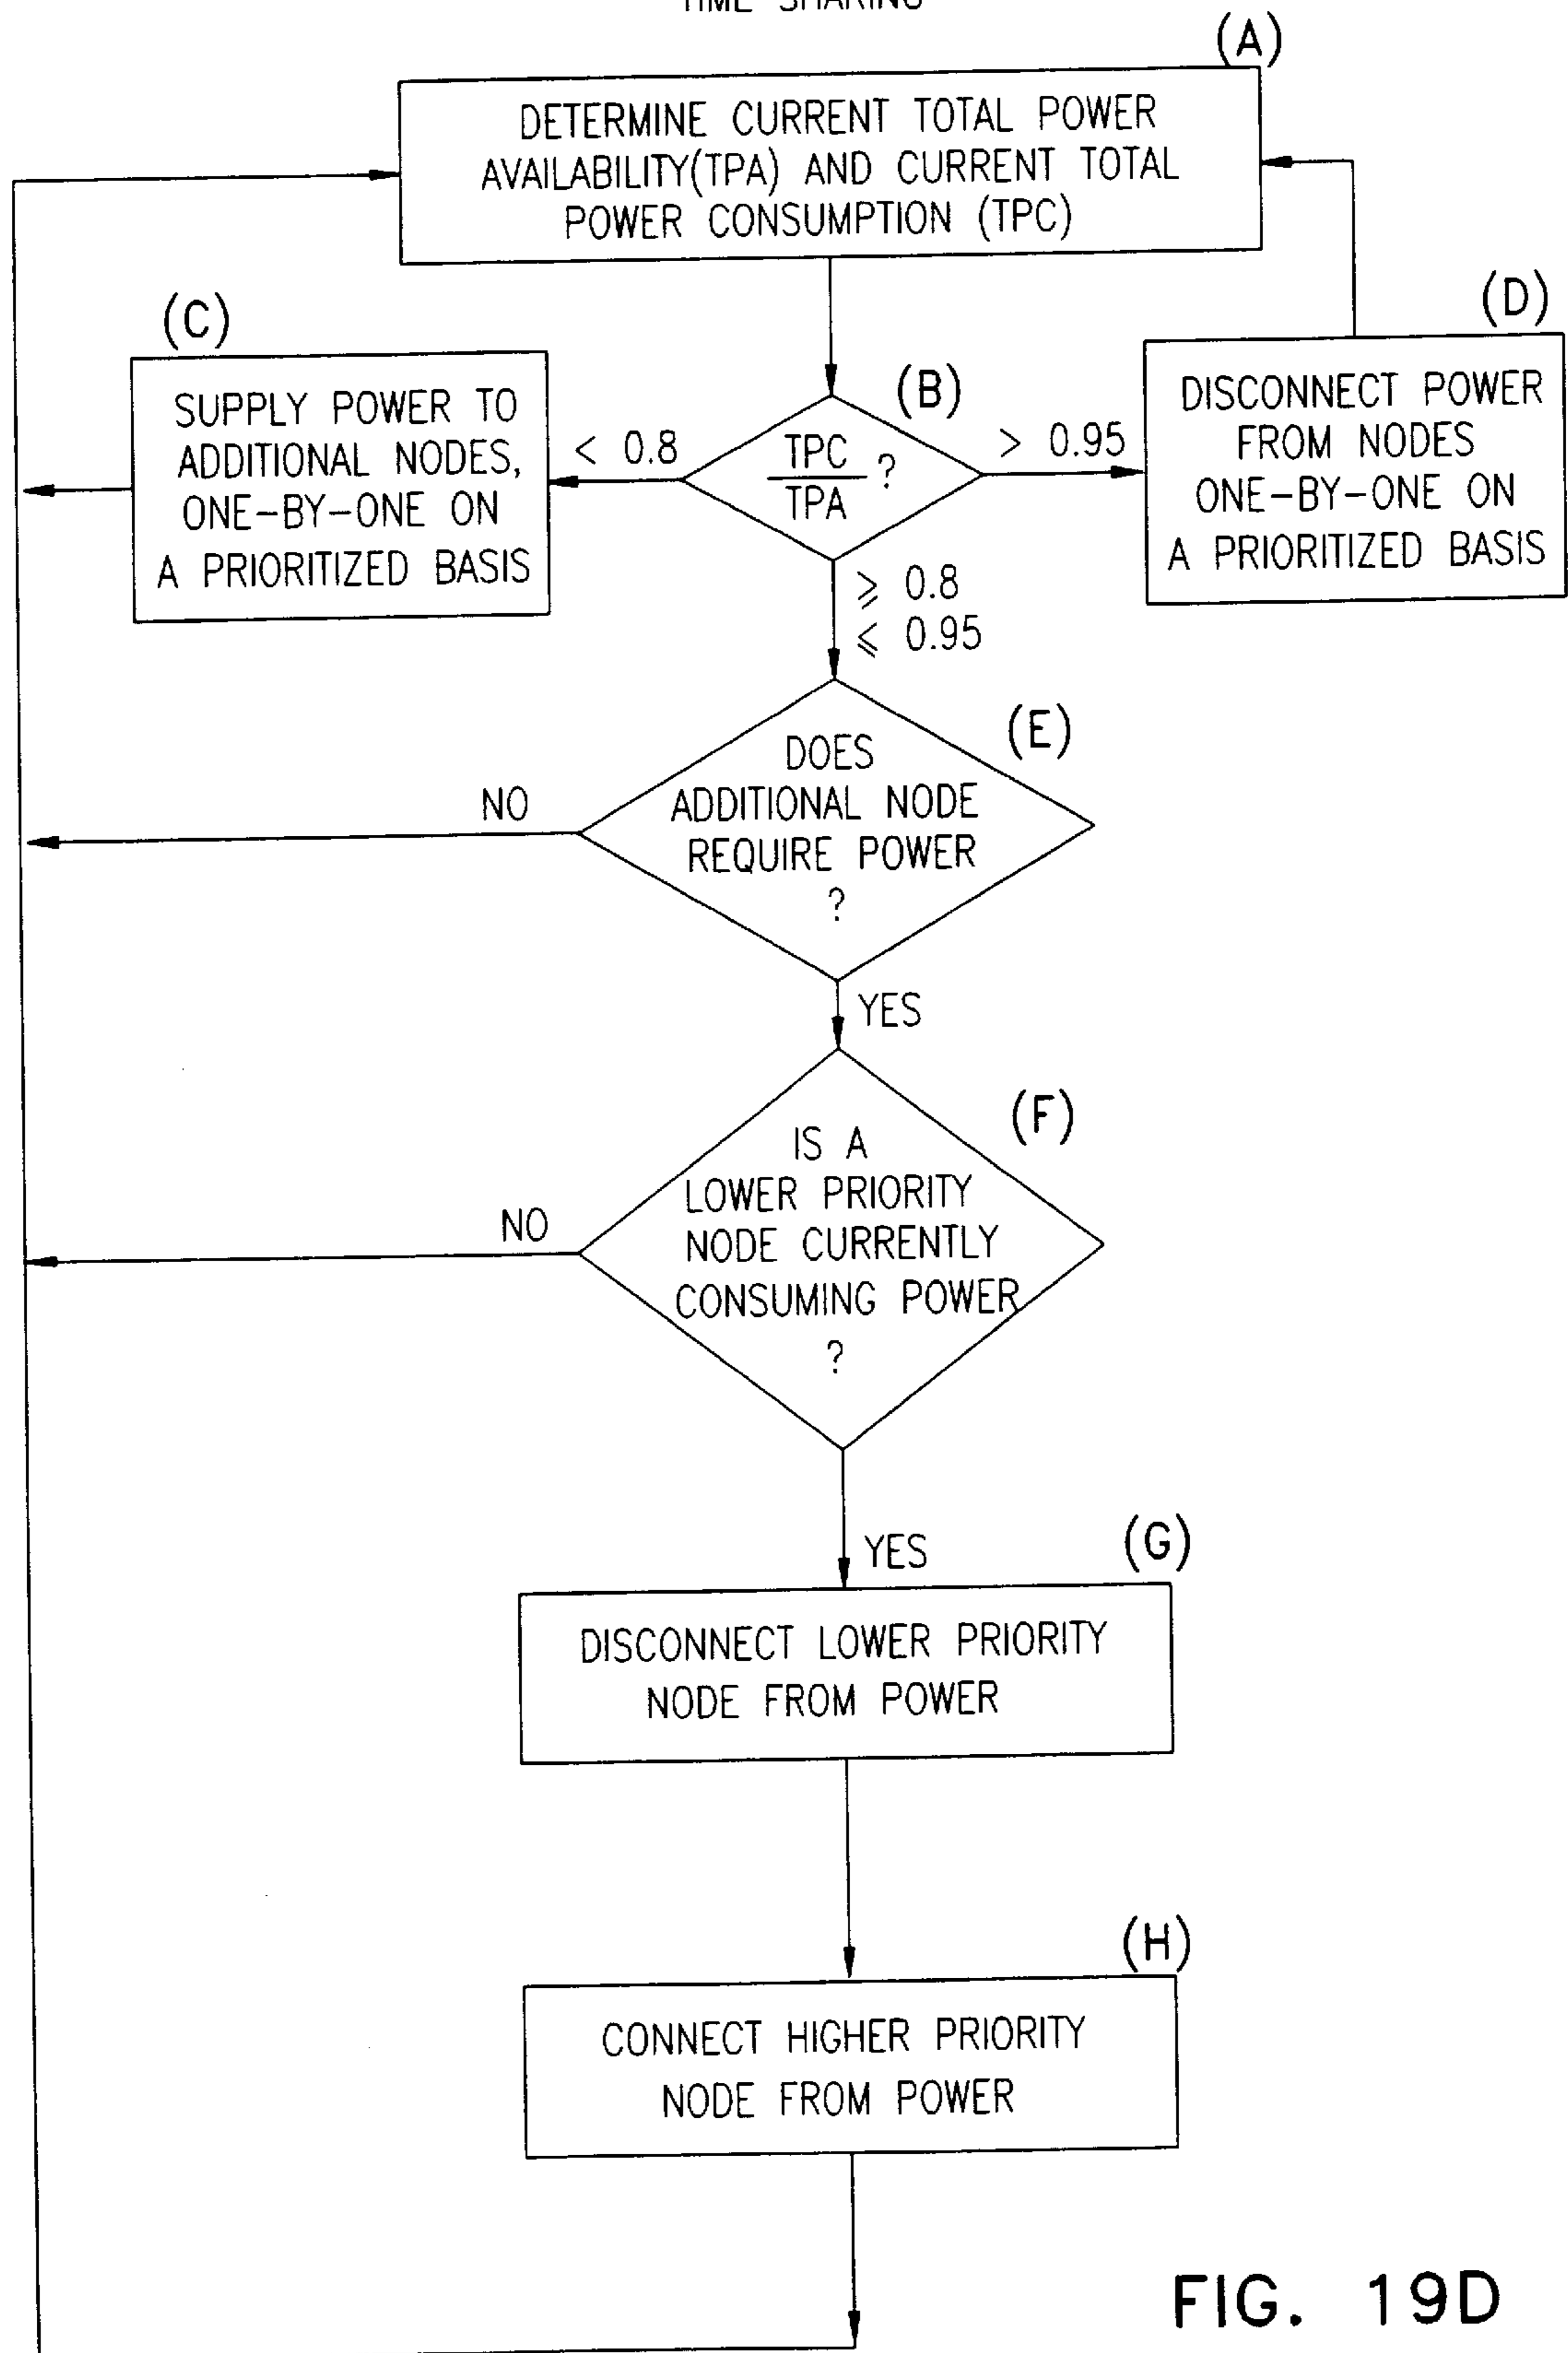 TIME SHARING
(A)
DETERMINE CURRENT TOTAL POWER
AVAILABILITY(TPA) AND CURRENT TOTAL
POWER CONSUMPTION (TPC)
(C)
SUPPLY POWER TO
ADDITIONAL NODES,
ONE-BY-ONE ON
A PRIORITIZED BASIS
< 0.8
(B)
TPC
TPA
?
> 0.95
(D)
DISCONNECT POWER
FROM NODES
ONE-BY-ONE ON
A PRIORITIZED BASIS
⩾ 0.8
⩽ 0.95
(E)
DOES
ADDITIONAL NODE
REQUIRE POWER
?
NO
YES
(F)
IS A
LOWER PRIORITY
NODE CURRENTLY
CONSUMING POWER
?
NO
YES
(G)
DISCONNECT LOWER PRIORITY
NODE FROM POWER
(H)
CONNECT HIGHER PRIORITY
NODE FROM POWER
FIG. 19D